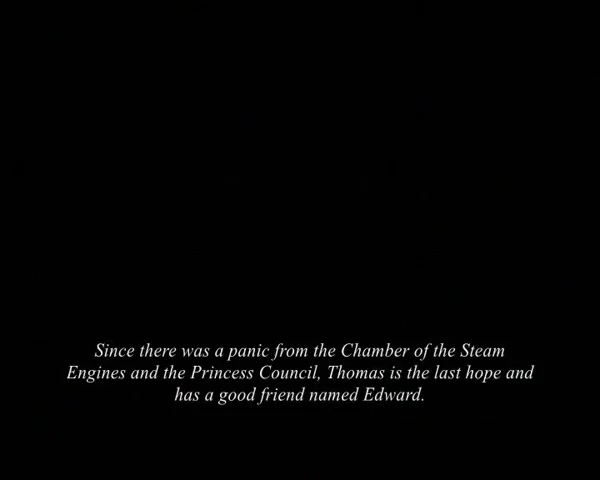 Since there was a panic from the Chamber of the Steam
Engines and the Princess Council, Thomas is the last hope and
has a good friend named Edward.